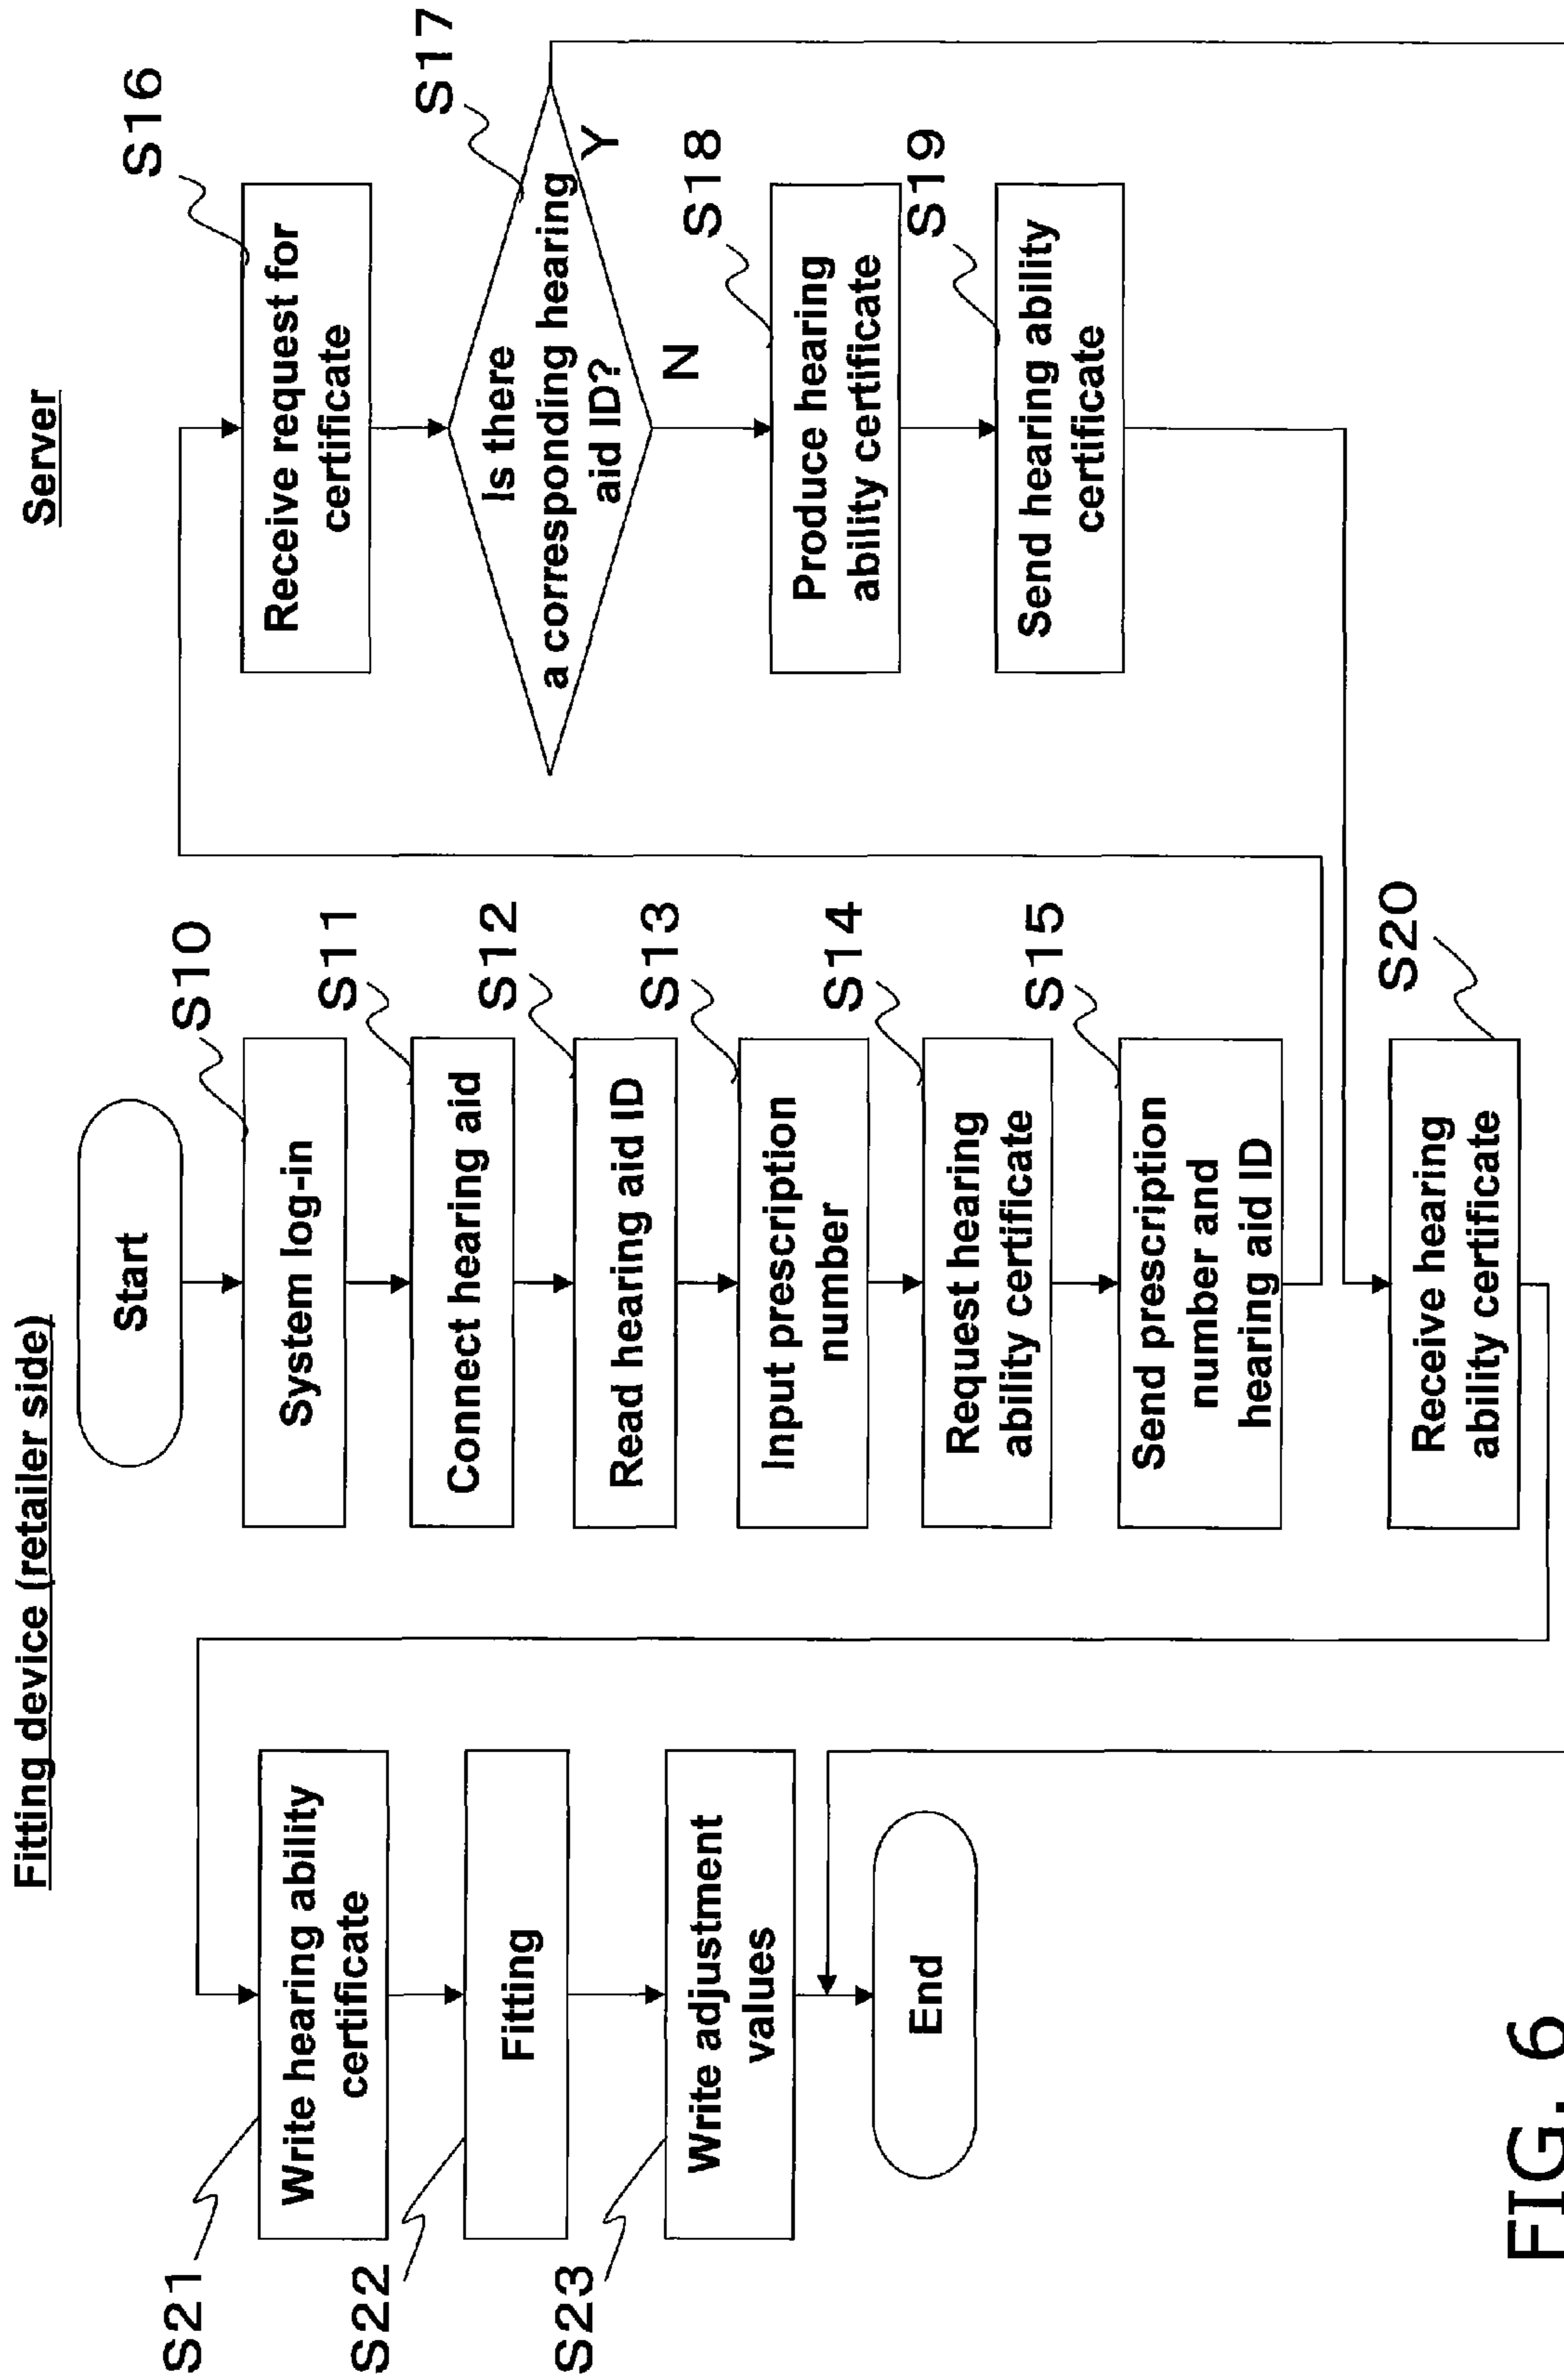 Fitting device (retailer side)
Server
Start
S10
System log-in
S11
Connect hearing aid
S12
Read hearing aid ID
S13
Input prescription
number
S14
Request hearing
ability certificate
S15
Send prescription
number and
hearing aid ID
S16
Receive request for
certificate
S17
Is there
a corresponding hearing
aid ID?
Y
N
S18
Produce hearing
ability certificate
S19
Send hearing ability
certificate
S20
Receive hearing
ability certificate
S21
Write hearing ability
certificate
S22
Fitting
S23
Write adjustment
values
End
FIG. 6